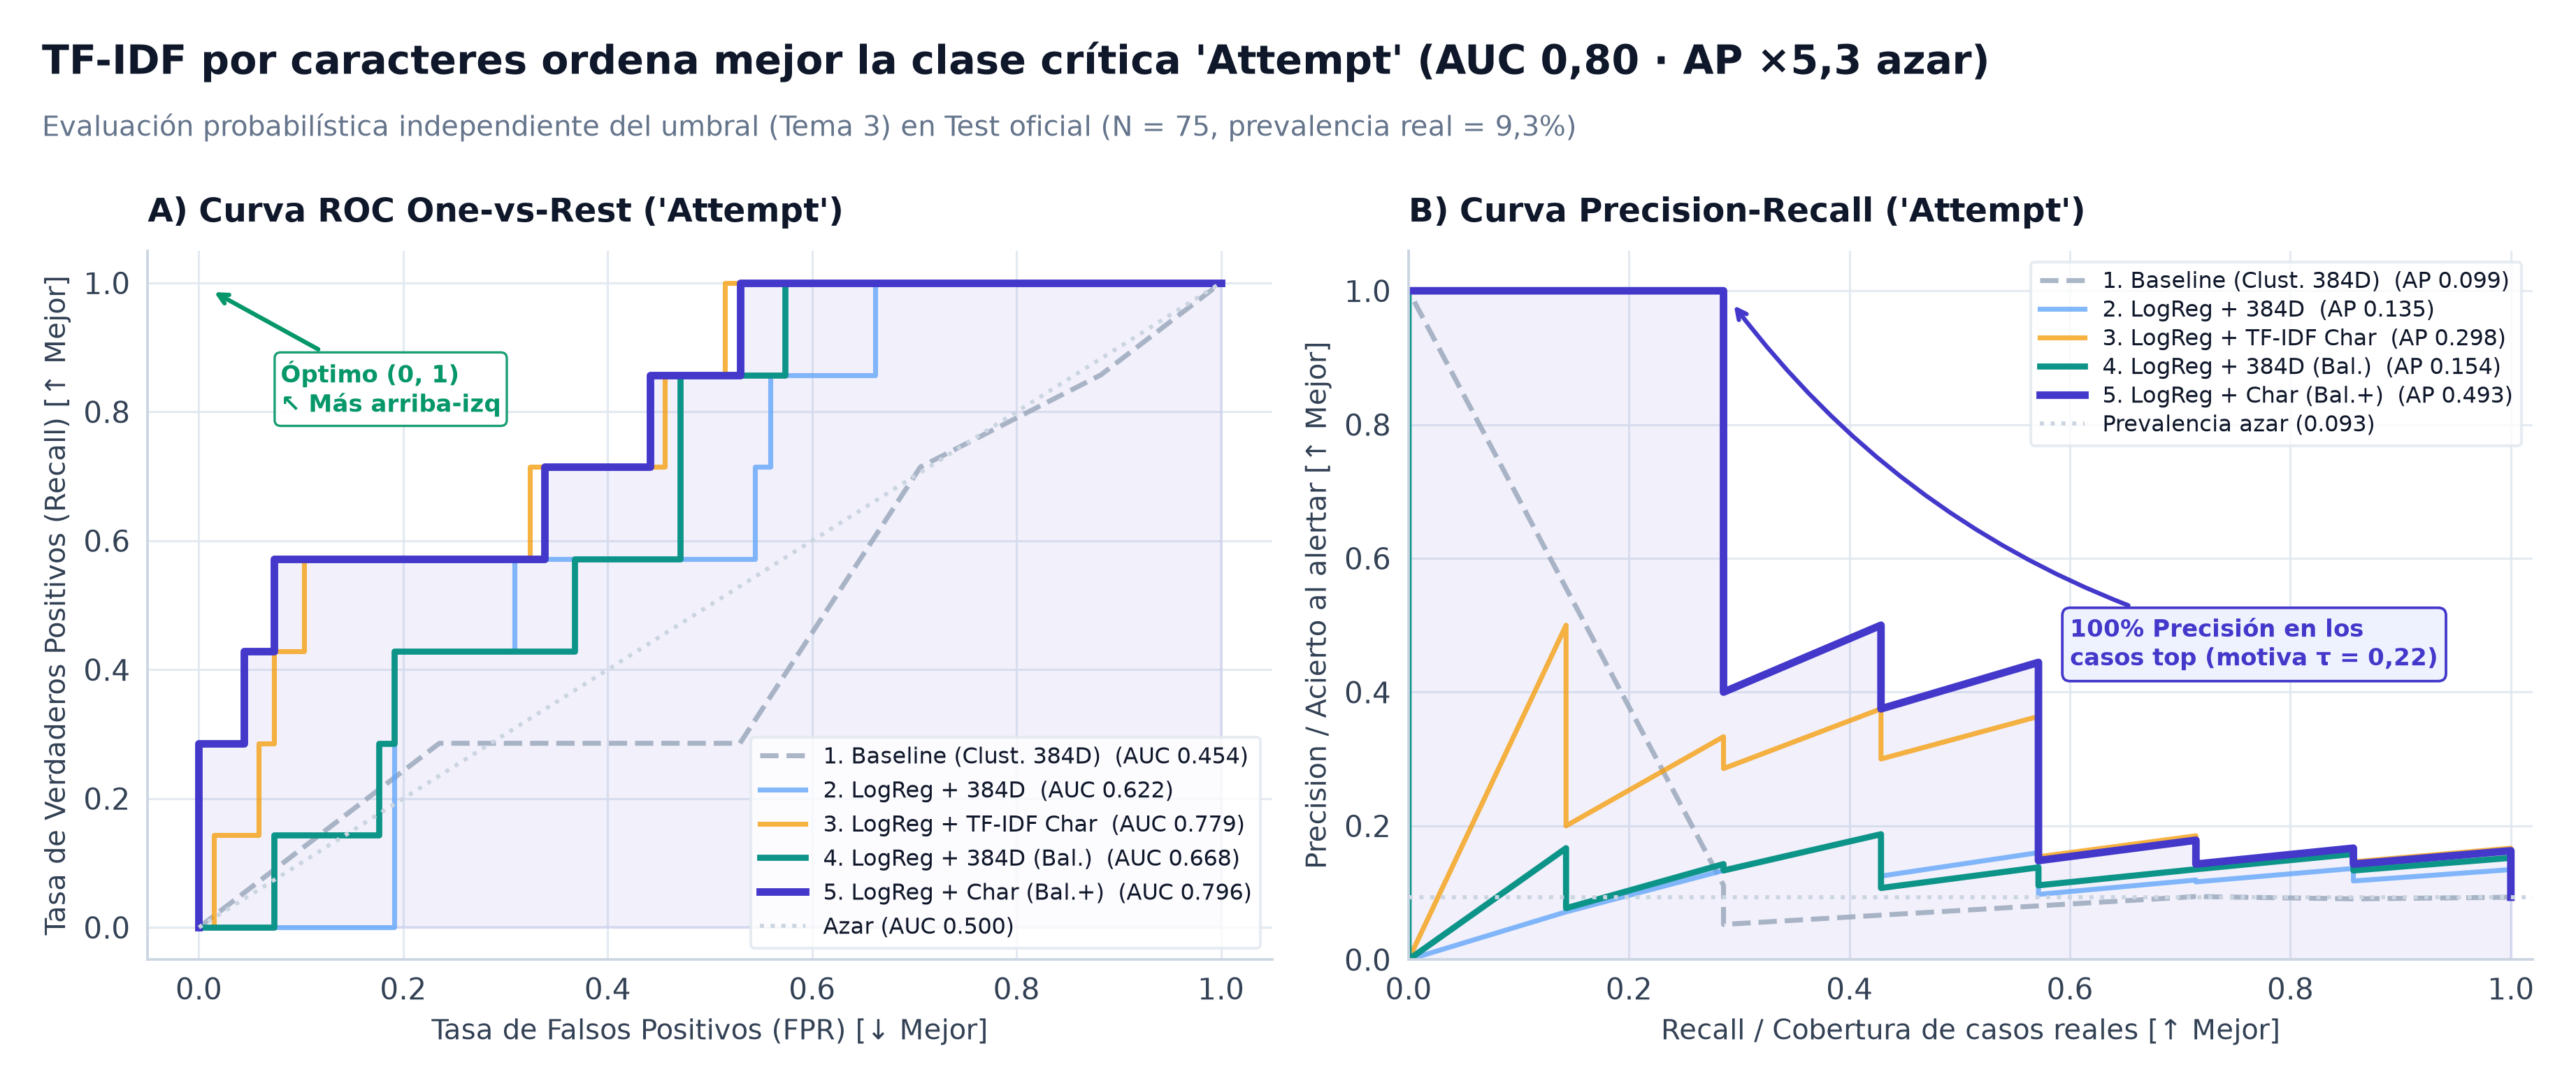 TF-IDF por caracteres ordena mejor la clase crítica 'Attempt' (AUC 0,80 · AP ×5,3 azar)
Evaluación probabilística independiente del umbral (Tema 3) en Test oficial (N = 75, prevalencia real = 9,3%)
A) Curva ROC One-vs-Rest ('Attempt')
Tasa de Verdaderos Positivos (Recall) [↑ Mejor]
1.0
0.8
0.6
0.4
0.2
0.0
Óptimo (0, 1)
↖ Más arriba-izq
1. Baseline (Clust. 384D) (AUC 0.454)
2. LogReg + 384D (AUC 0.622)
3. LogReg + TF-IDF Char (AUC 0.779)
4. LogReg + 384D (Bal.) (AUC 0.668)
5. LogReg + Char (Bal.+) (AUC 0.796)
Azar (AUC 0.500)
0.0 0.2 0.4 0.6 0.8 1.0
Tasa de Falsos Positivos (FPR) [↓ Mejor]
B) Curva Precision-Recall ('Attempt')
Precision / Acierto al alertar [↑ Mejor]
1.0
0.8
0.6
0.4
0.2
0.0
1. Baseline (Clust. 384D) (AP 0.099)
2. LogReg + 384D (AP 0.135)
3. LogReg + TF-IDF Char (AP 0.298)
4. LogReg + 384D (Bal.) (AP 0.154)
5. LogReg + Char (Bal.+) (AP 0.493)
Prevalencia azar (0.093)
100% Precisión en los
casos top (motiva τ = 0,22)
0.0 0.2 0.4 0.6 0.8 1.0
Recall / Cobertura de casos reales [↑ Mejor]